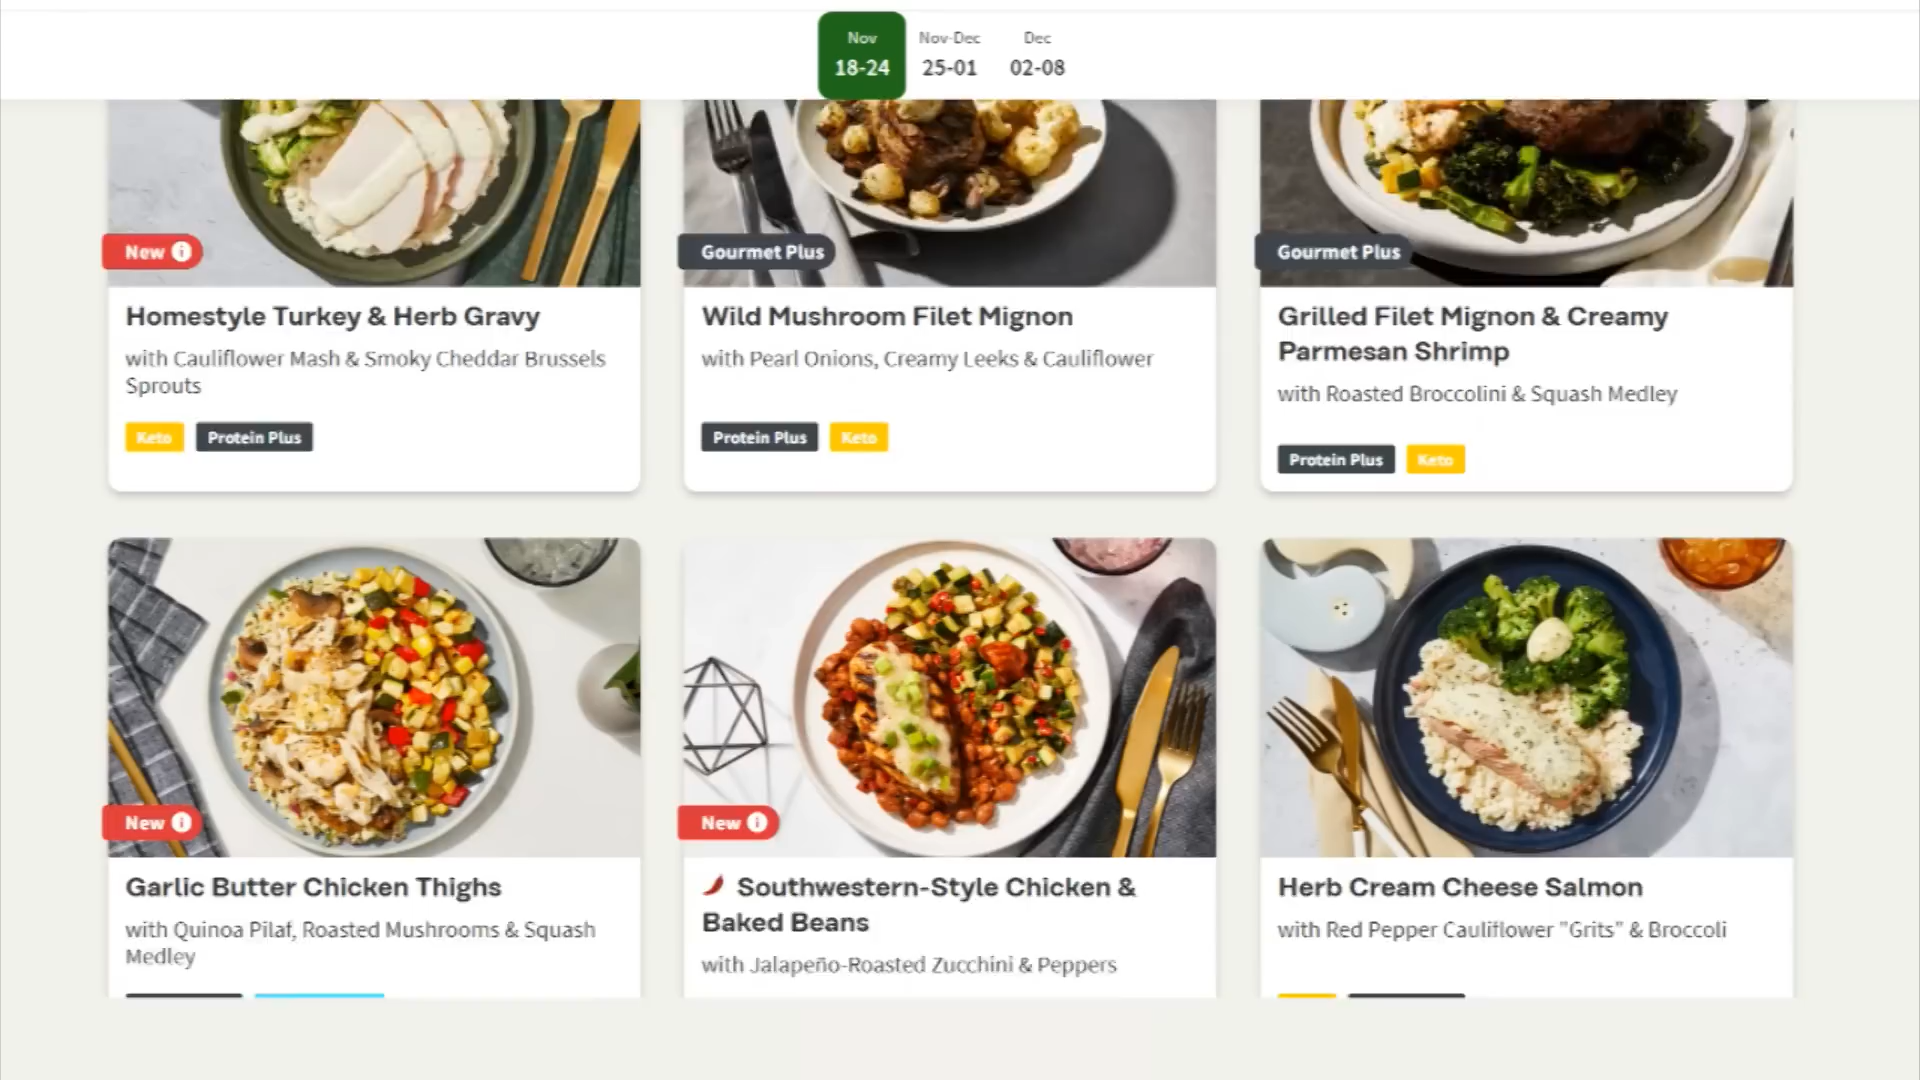 Nov
18-24
Nov-Dec
25-01
Dec
02-08
New
Gourmet Plus
Gourmet Plus
Homestyle Turkey & Herb Gravy
with Cauliflower Mash & Smoky Cheddar Brussels
Sprouts
Keto
Protein Plus
Wild Mushroom Filet Mignon
with Pearl Onions, Creamy Leeks & Cauliflower
Protein Plus
Keto
Grilled Filet Mignon & Creamy
Parmesan Shrimp
with Roasted Broccolini & Squash Medley
Protein Plus
Keto
New
Garlic Butter Chicken Thighs
with Quinoa Pilaf, Roasted Mushrooms & Squash
Medley
New
Southwestern-Style Chicken &
Baked Beans
with Jalapeño-Roasted Zucchini & Peppers
Herb Cream Cheese Salmon
with Red Pepper Cauliflower "Grits" & Broccoli